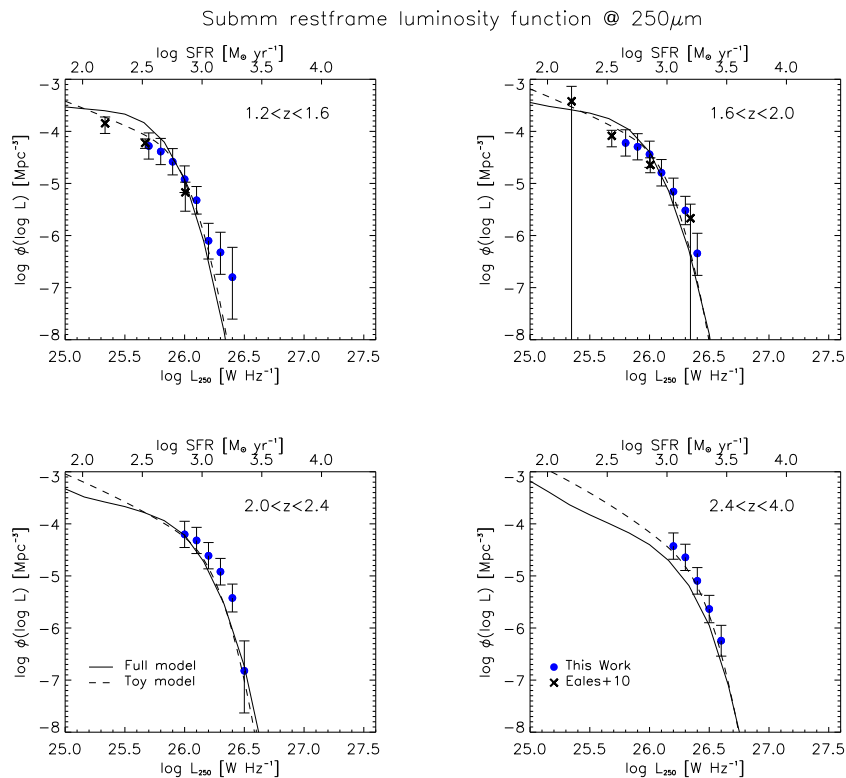 Submm restframe luminosity function @ 250μm
log SFR [M⊙ yr⁻¹]
2.0 2.5 3.0 3.5 4.0
1.2<z<1.6
log ϕ(log L) [Mpc⁻³]
−3
−4
−5
−6
−7
−8
25.0 25.5 26.0 26.5 27.0
log L₂₅₀ [W Hz⁻¹]
log SFR [M⊙ yr⁻¹]
2.0 2.5 3.0 3.5 4.0
1.6<z<2.0
log ϕ(log L) [Mpc⁻³]
−3
−4
−5
−6
−7
−8
25.0 25.5 26.0 26.5 27.0
log L₂₅₀ [W Hz⁻¹]
log SFR [M⊙ yr⁻¹]
2.0 2.5 3.0 3.5 4.0
2.0<z<2.4
log ϕ(log L) [Mpc⁻³]
−3
−4
−5
−6
−7
−8
Full model
Toy model
25.0 25.5 26.0 26.5 27.0
log L₂₅₀ [W Hz⁻¹]
log SFR [M⊙ yr⁻¹]
2.0 2.5 3.0 3.5 4.0
2.4<z<4.0
log ϕ(log L) [Mpc⁻³]
−3
−4
−5
−6
−7
−8
This Work
Eales+10
25.0 25.5 26.0 26.5 27.0
log L₂₅₀ [W Hz⁻¹]